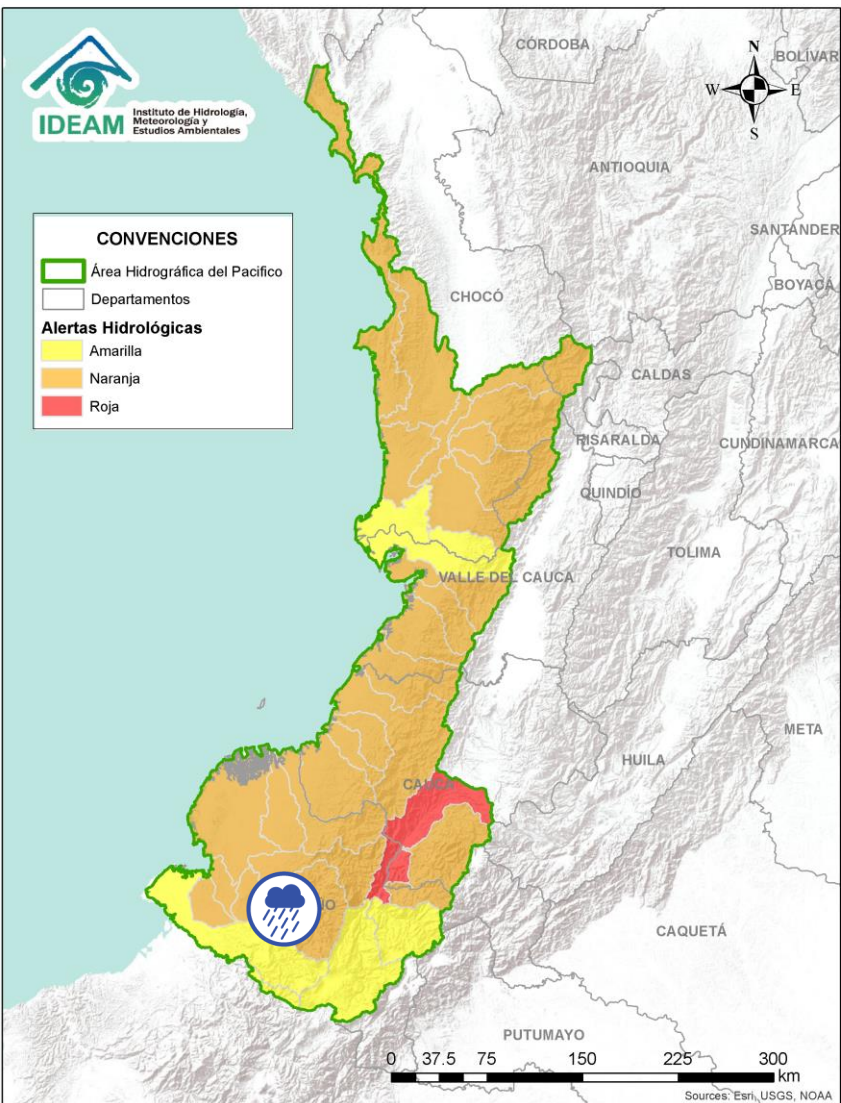 IDEAM
Instituto de Hidrología,
Meteorología y
Estudios Ambientales
N
W
E
S
CONVENCIONES
Área Hidrográfica del Pacifico
Departamentos
Alertas Hidrológicas
Amarilla
Naranja
Roja
CÓRDOBA
BOLÍVAR
ANTIOQUIA
SANTANDER
BOYACÁ
CHOCÓ
CALDAS
RISARALDA
CUNDINAMARCA
QUINDÍO
TOLIMA
VALLE DEL CAUCA
META
HUILA
CAUCA
CAQUETÁ
PUTUMAYO
0 37.5 75 150 225 300
km
Sources: Esri, USGS, NOAA